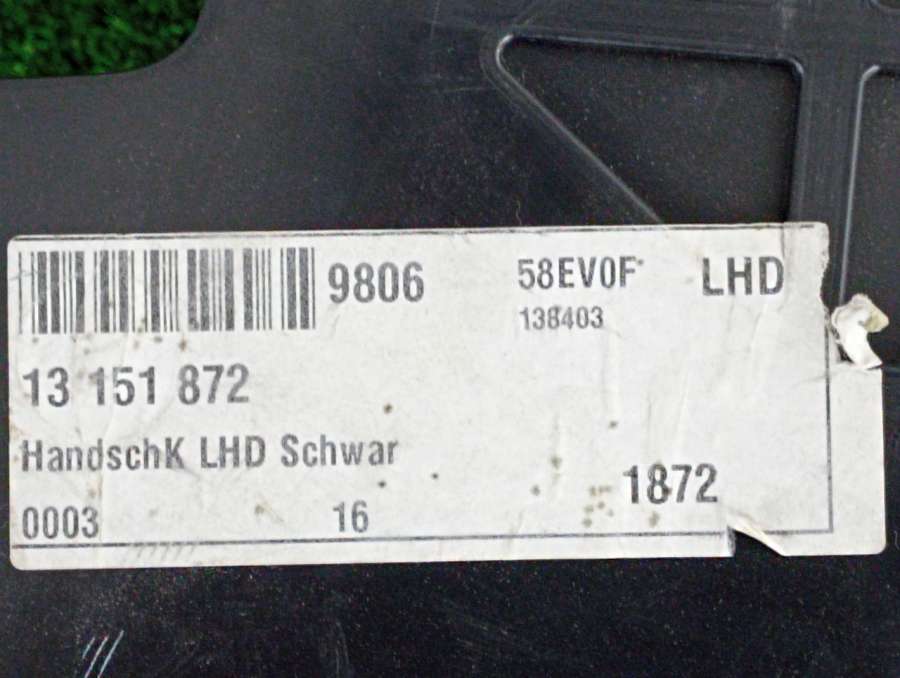 9806 58EV0F LHD
138403
13 151 872
HandschK LHD Schwar
1872
0003 16